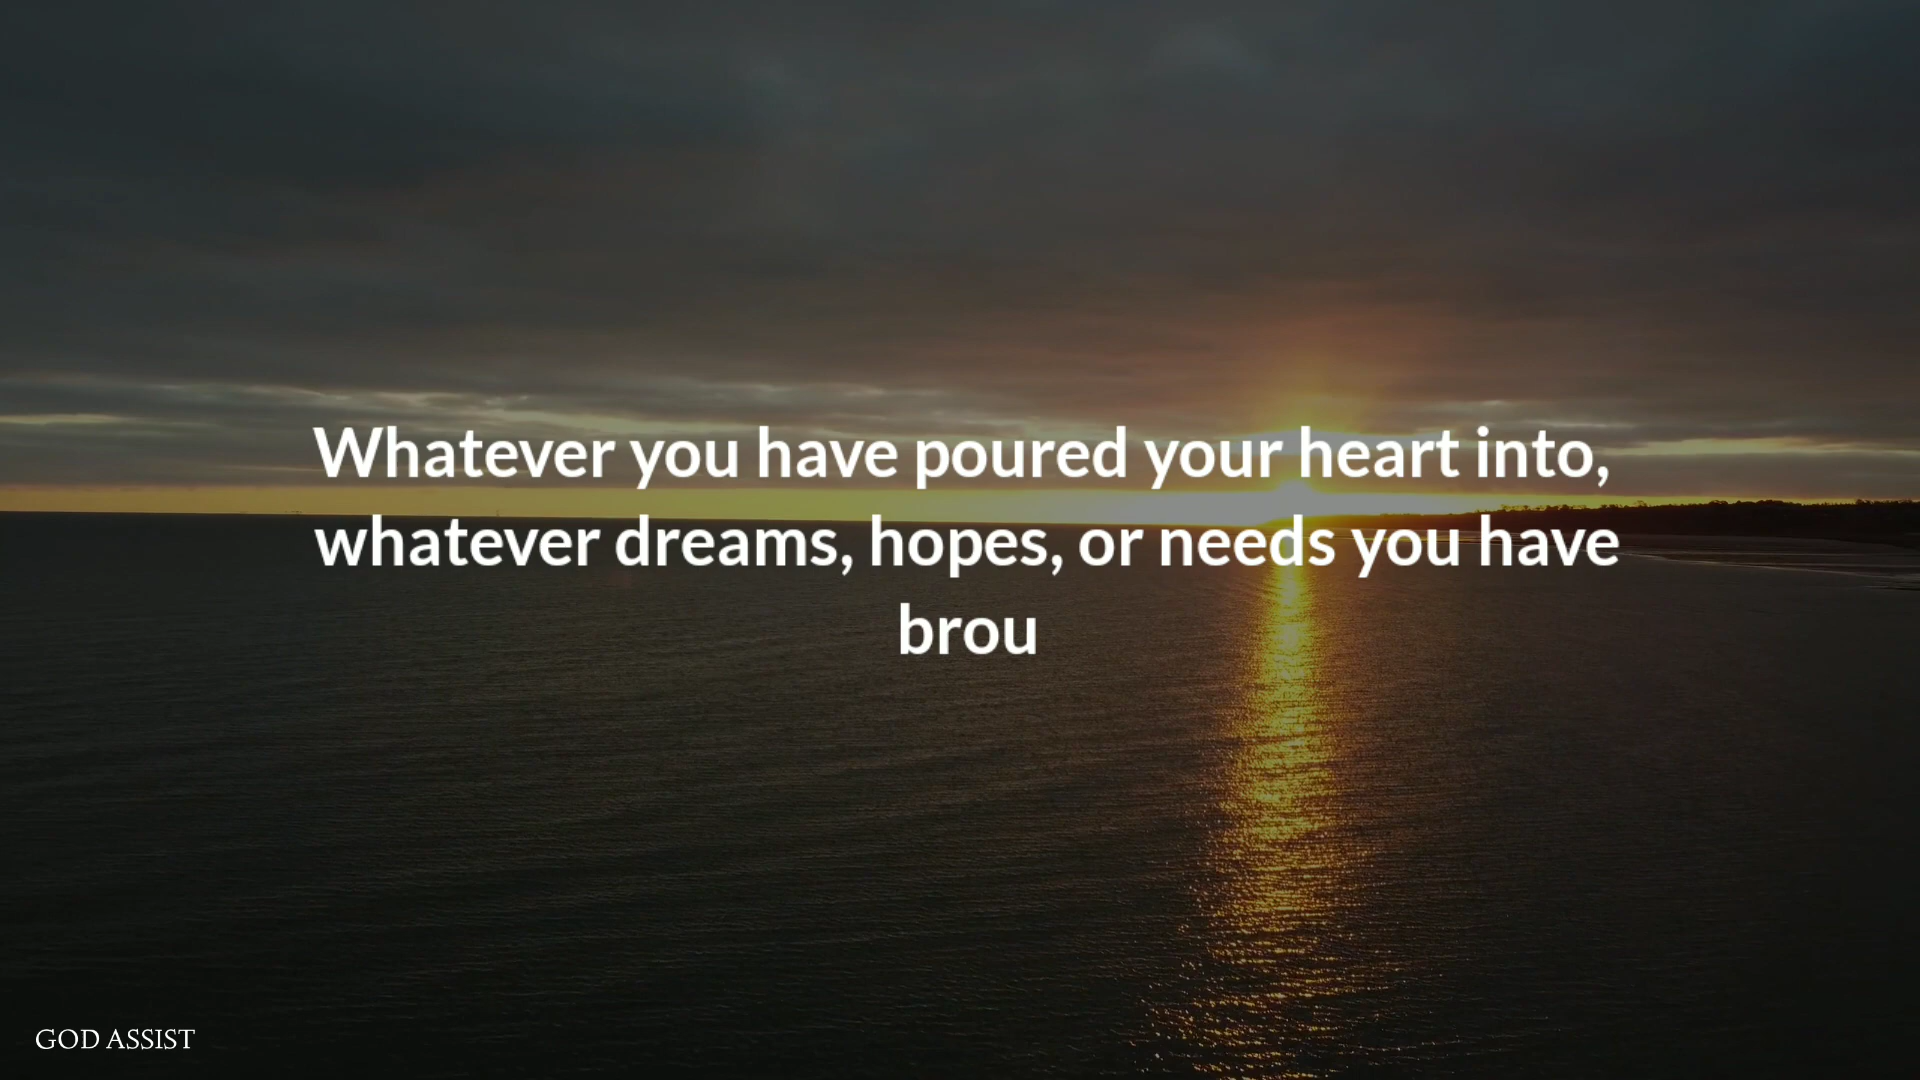 Whatever you have poured your heart into,
whatever dreams, hopes, or needs you have
brou
GOD ASSIST